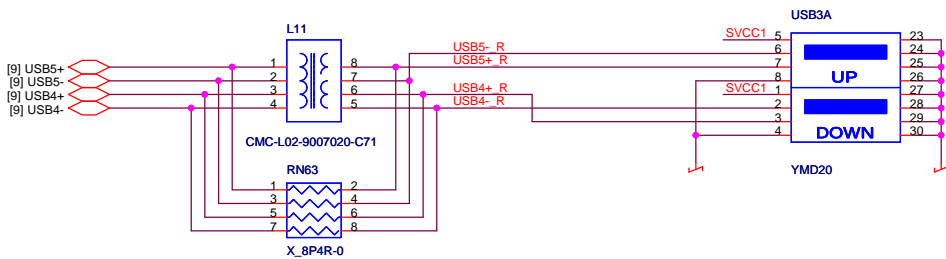 USB3A
L11
SVCC1 5 23
USB5-_R 6 24
[9] USB5+ 1 8 USB5+_R 7 25
[9] USB5- 2 7 8 UP 26
[9] USB4+ 3 6 USB4+_R SVCC1 1 27
[9] USB4- 4 5 USB4-_R 2 28
3 29
4 DOWN 30
CMC-L02-9007020-C71
RN63 YMD20
1 2
3 4
5 6
7 8
X_8P4R-0